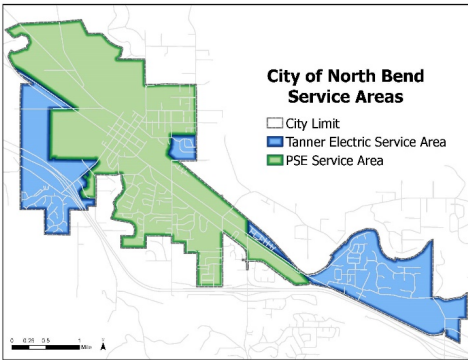 City of North Bend
Service Areas
City Limit
Tanner Electric Service Area
PSE Service Area
0 0.25 0.5 1
Mile